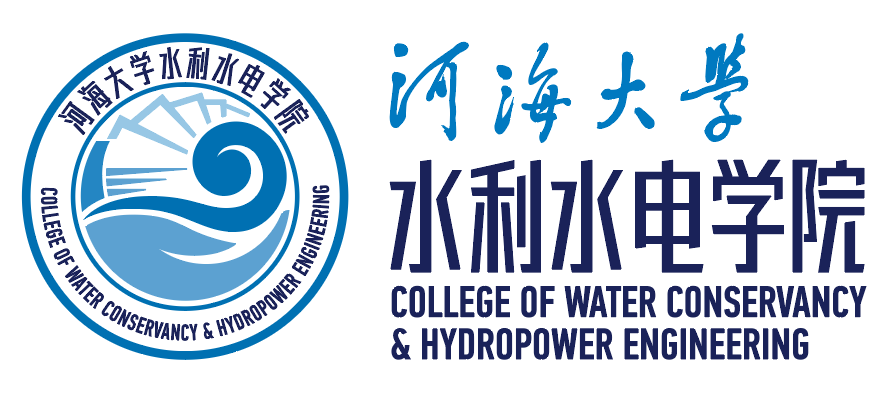 河海大学水利水电学院
COLLEGE OF WATER CONSERVANCY & HYDROPOWER ENGINEERING
河海大學
水利水电学院
COLLEGE OF WATER CONSERVANCY
& HYDROPOWER ENGINEERING